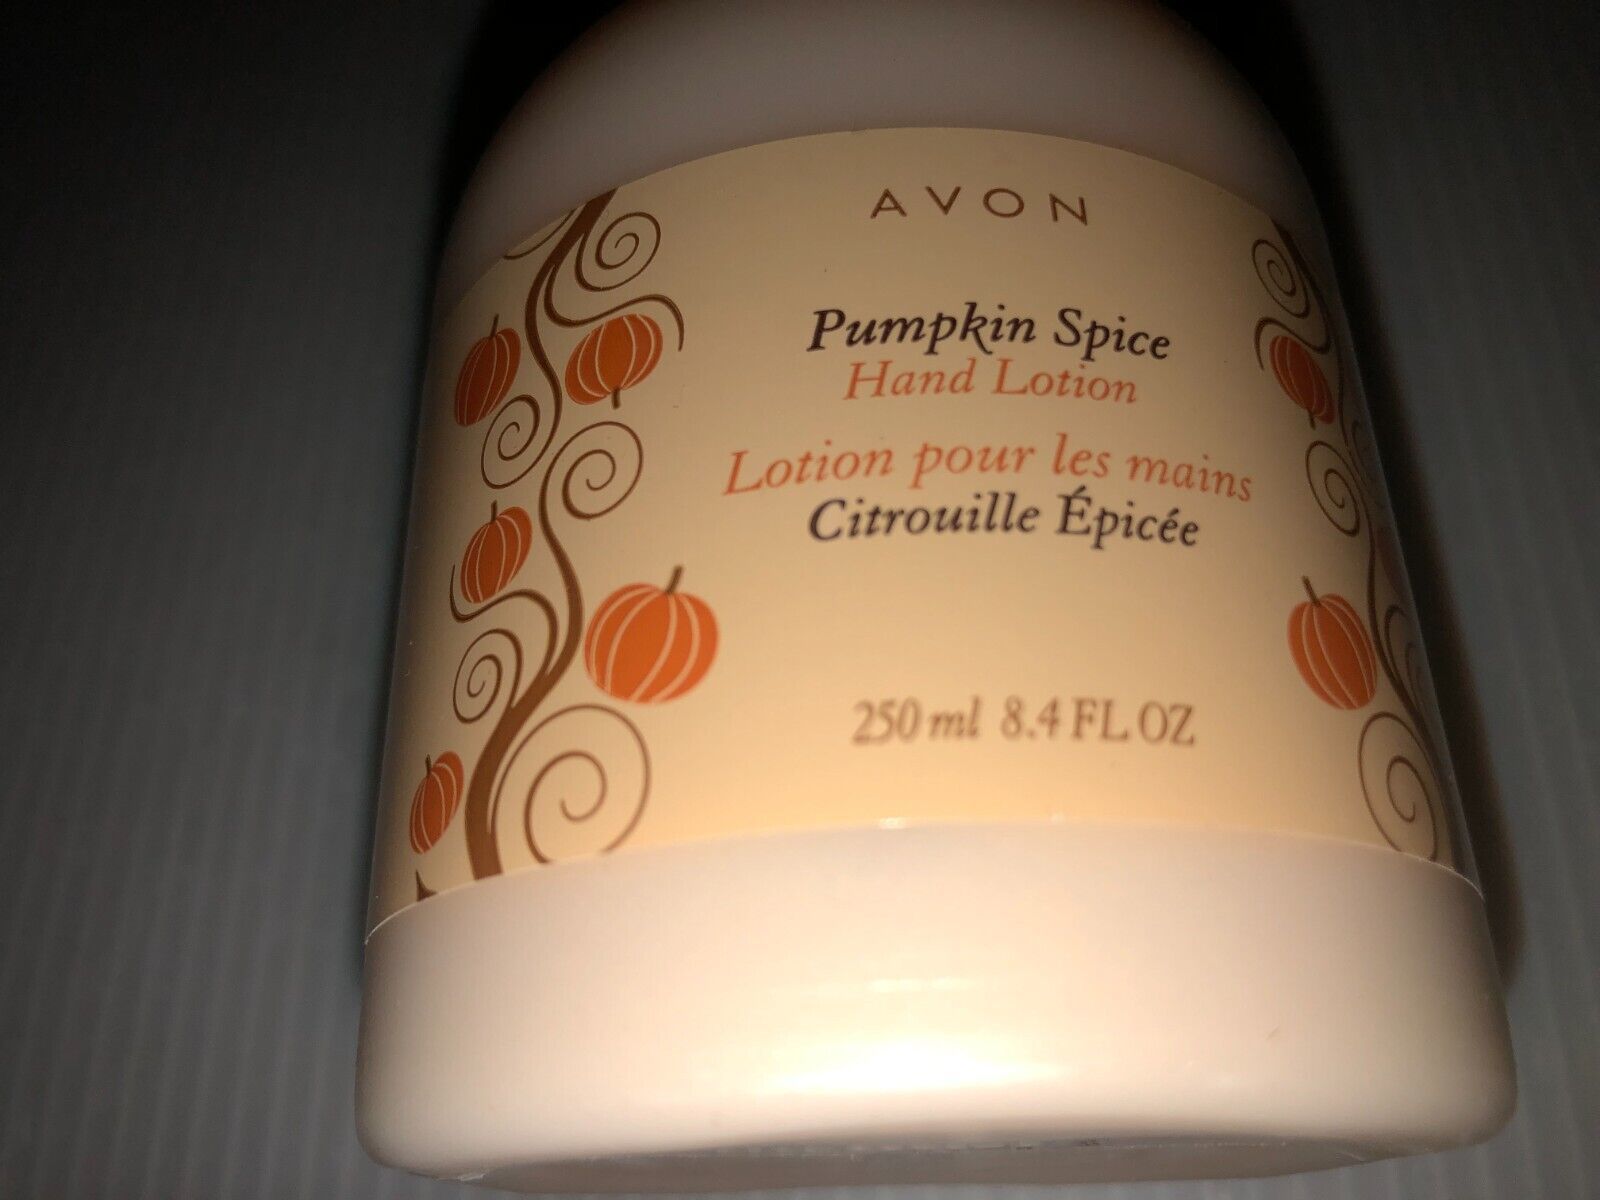 AVON
Pumpkin Spice
Hand Lotion
Lotion pour les mains
Citrouille Épicée
250 ml 8.4 FL OZ